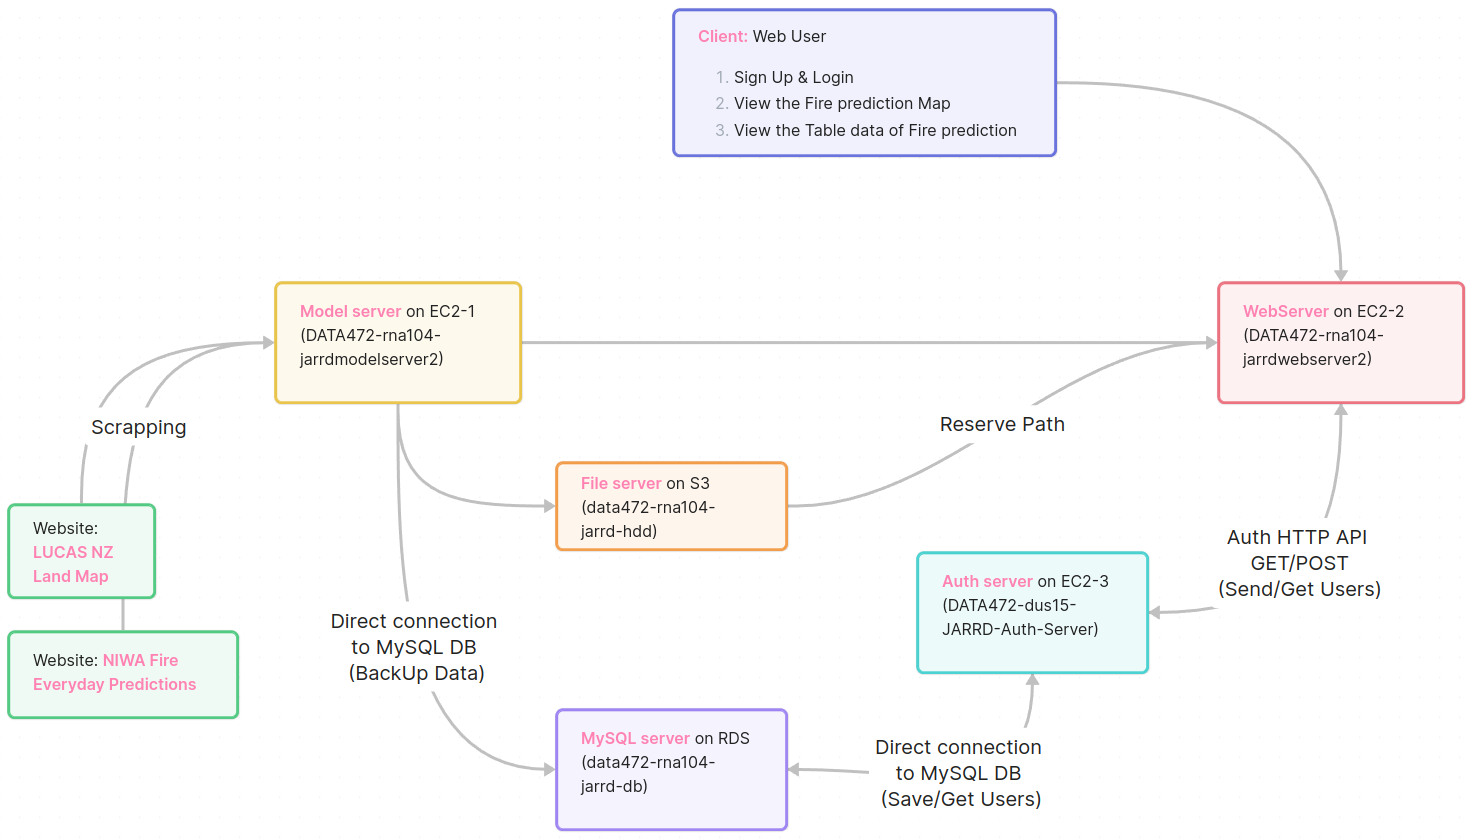 Client: Web User
1. Sign Up & Login
2. View the Fire prediction Map
3. View the Table data of Fire prediction
Model server on EC2-1
(DATA472-rna104-
jarrdmodelserver2)
WebServer on EC2-2
(DATA472-rna104-
jarrdwebserver2)
Scrapping
Reserve Path
File server on S3
(data472-rna104-
jarrd-hdd)
Website:
LUCAS NZ
Land Map
Auth HTTP API
GET/POST
(Send/Get Users)
Auth server on EC2-3
(DATA472-dus15-
JARRD-Auth-Server)
Direct connection
to MySQL DB
(BackUp Data)
Website: NIWA Fire
Everyday Predictions
MySQL server on RDS
(data472-rna104-
jarrd-db)
Direct connection
to MySQL DB
(Save/Get Users)